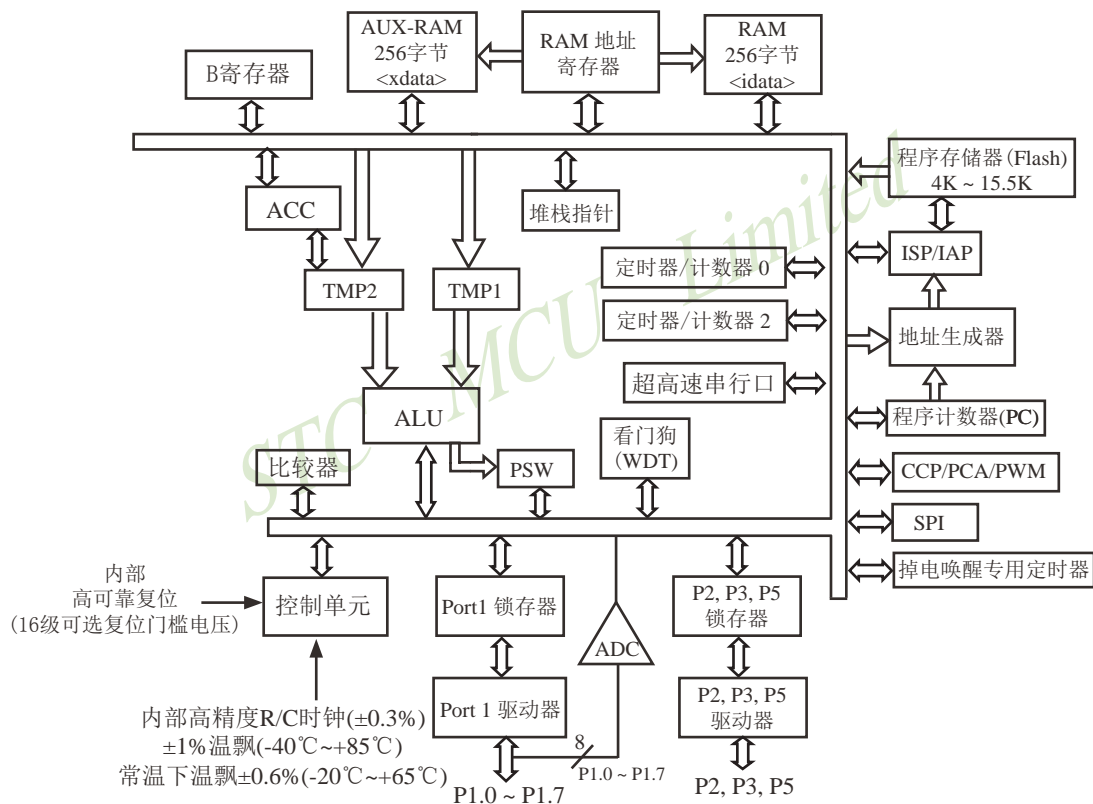 AUX-RAM
256字节
<xdata>
RAM 地址
寄存器
RAM
256字节
<idata>
B寄存器
程序存储器(Flash)
4K ~ 15.5K
ACC
堆栈指针
ISP/IAP
定时器/计数器 0
TMP2
TMP1
定时器/计数器 2
地址生成器
超高速串行口
ALU
程序计数器(PC)
看门狗
(WDT)
比较器
PSW
CCP/PCA/PWM
SPI
掉电唤醒专用定时器
内部
高可靠复位
(16级可选复位门槛电压)
控制单元
Port1 锁存器
ADC
P2, P3, P5
锁存器
内部高精度R/C时钟(±0.3%)
±1%温飘(-40℃~+85℃)
常温下温飘±0.6%(-20℃~+65℃)
Port 1 驱动器
P2, P3, P5
驱动器
8
P1.0 ~ P1.7
P1.0 ~ P1.7
P2, P3, P5
STC MCU Limited